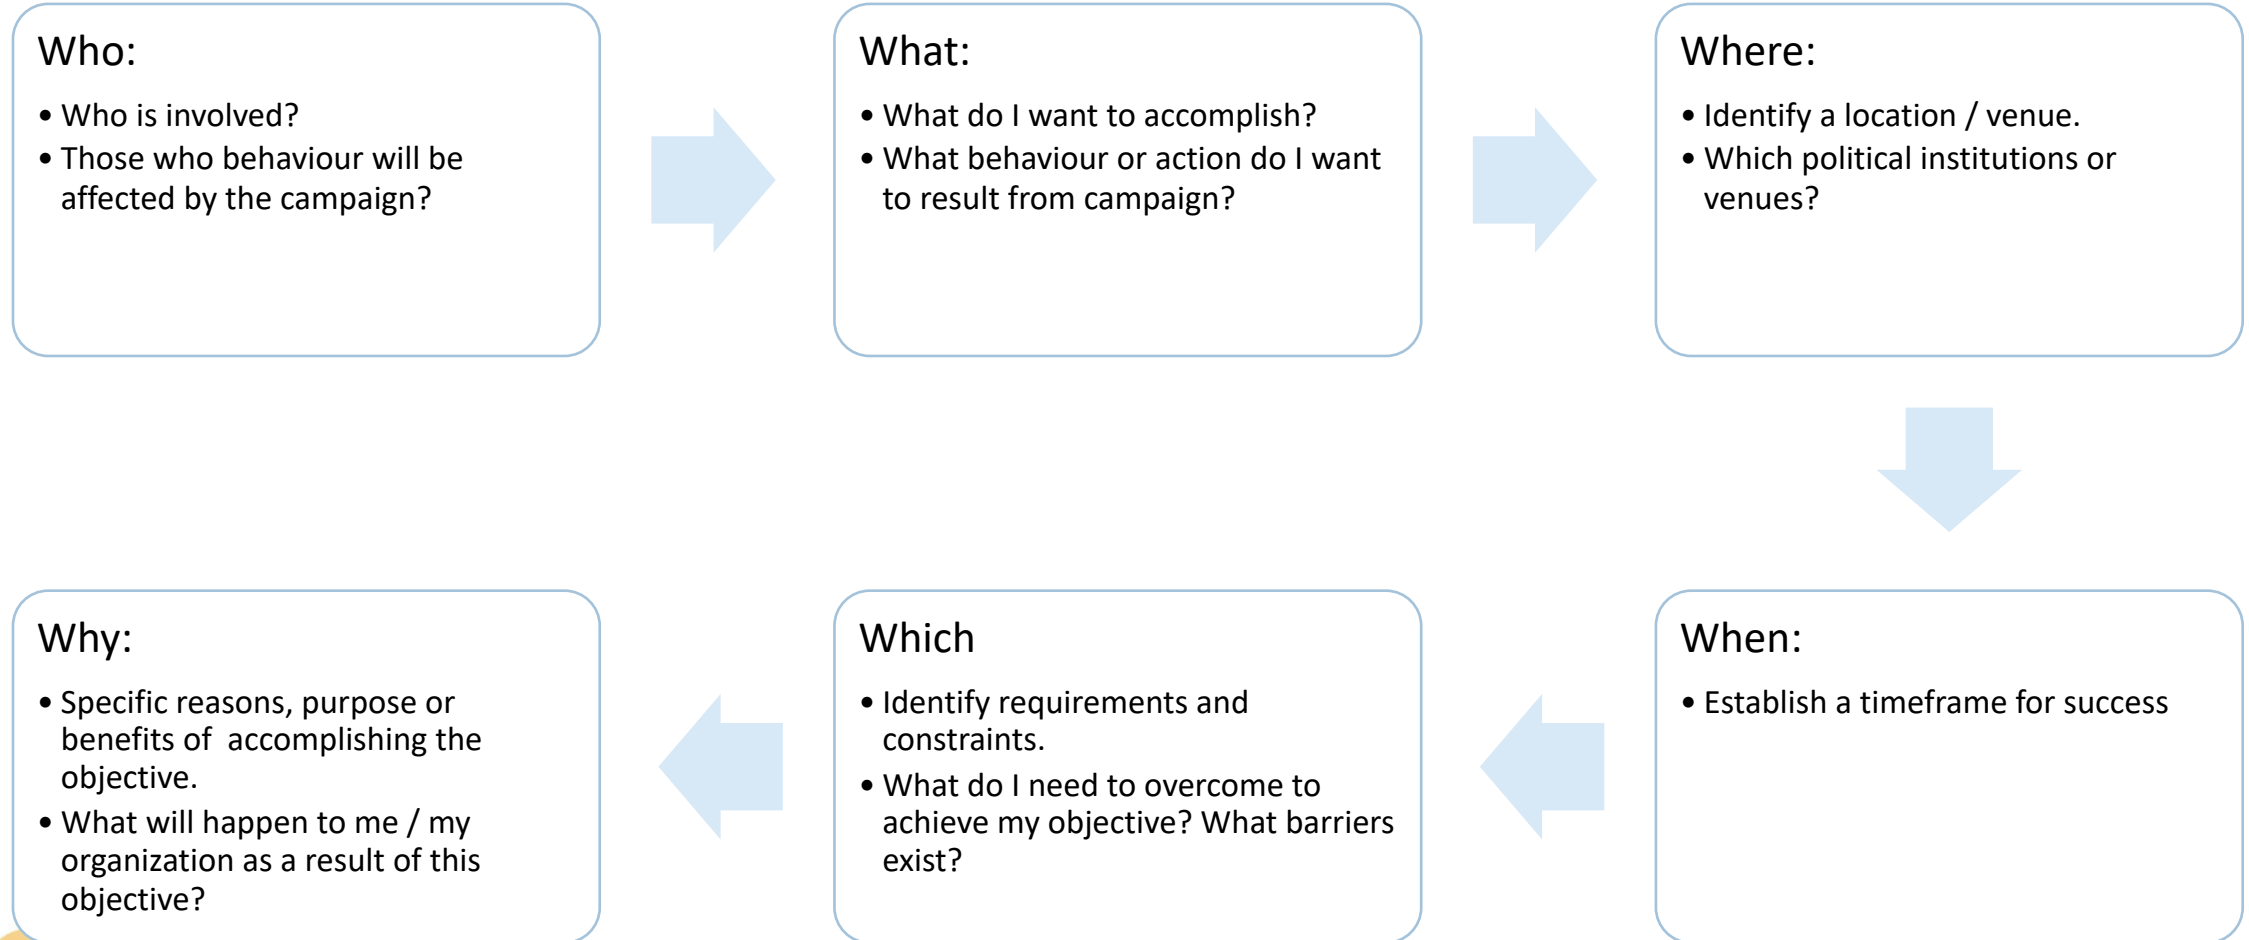 Who:
• Who is involved?
• Those who behaviour will be
affected by the campaign?
What:
• What do I want to accomplish?
• What behaviour or action do I want
to result from campaign?
Where:
• Identify a location / venue.
• Which political institutions or
venues?
When:
• Establish a timeframe for success
Which
• Identify requirements and
constraints.
• What do I need to overcome to
achieve my objective? What barriers
exist?
Why:
• Specific reasons, purpose or
benefits of  accomplishing the
objective.
• What will happen to me / my
organization as a result of this
objective?